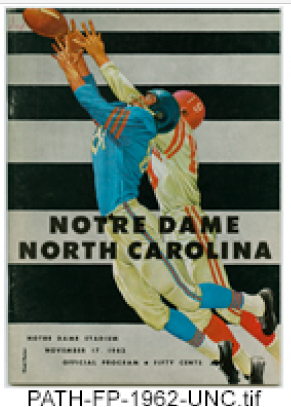 NOTRE DAME
NORTH CAROLINA
NOTRE DAME STADIUM
NOVEMBER 17, 1962
OFFICIAL PROGRAM • FIFTY CENTS
PATH-FP-1962-UNC.tif